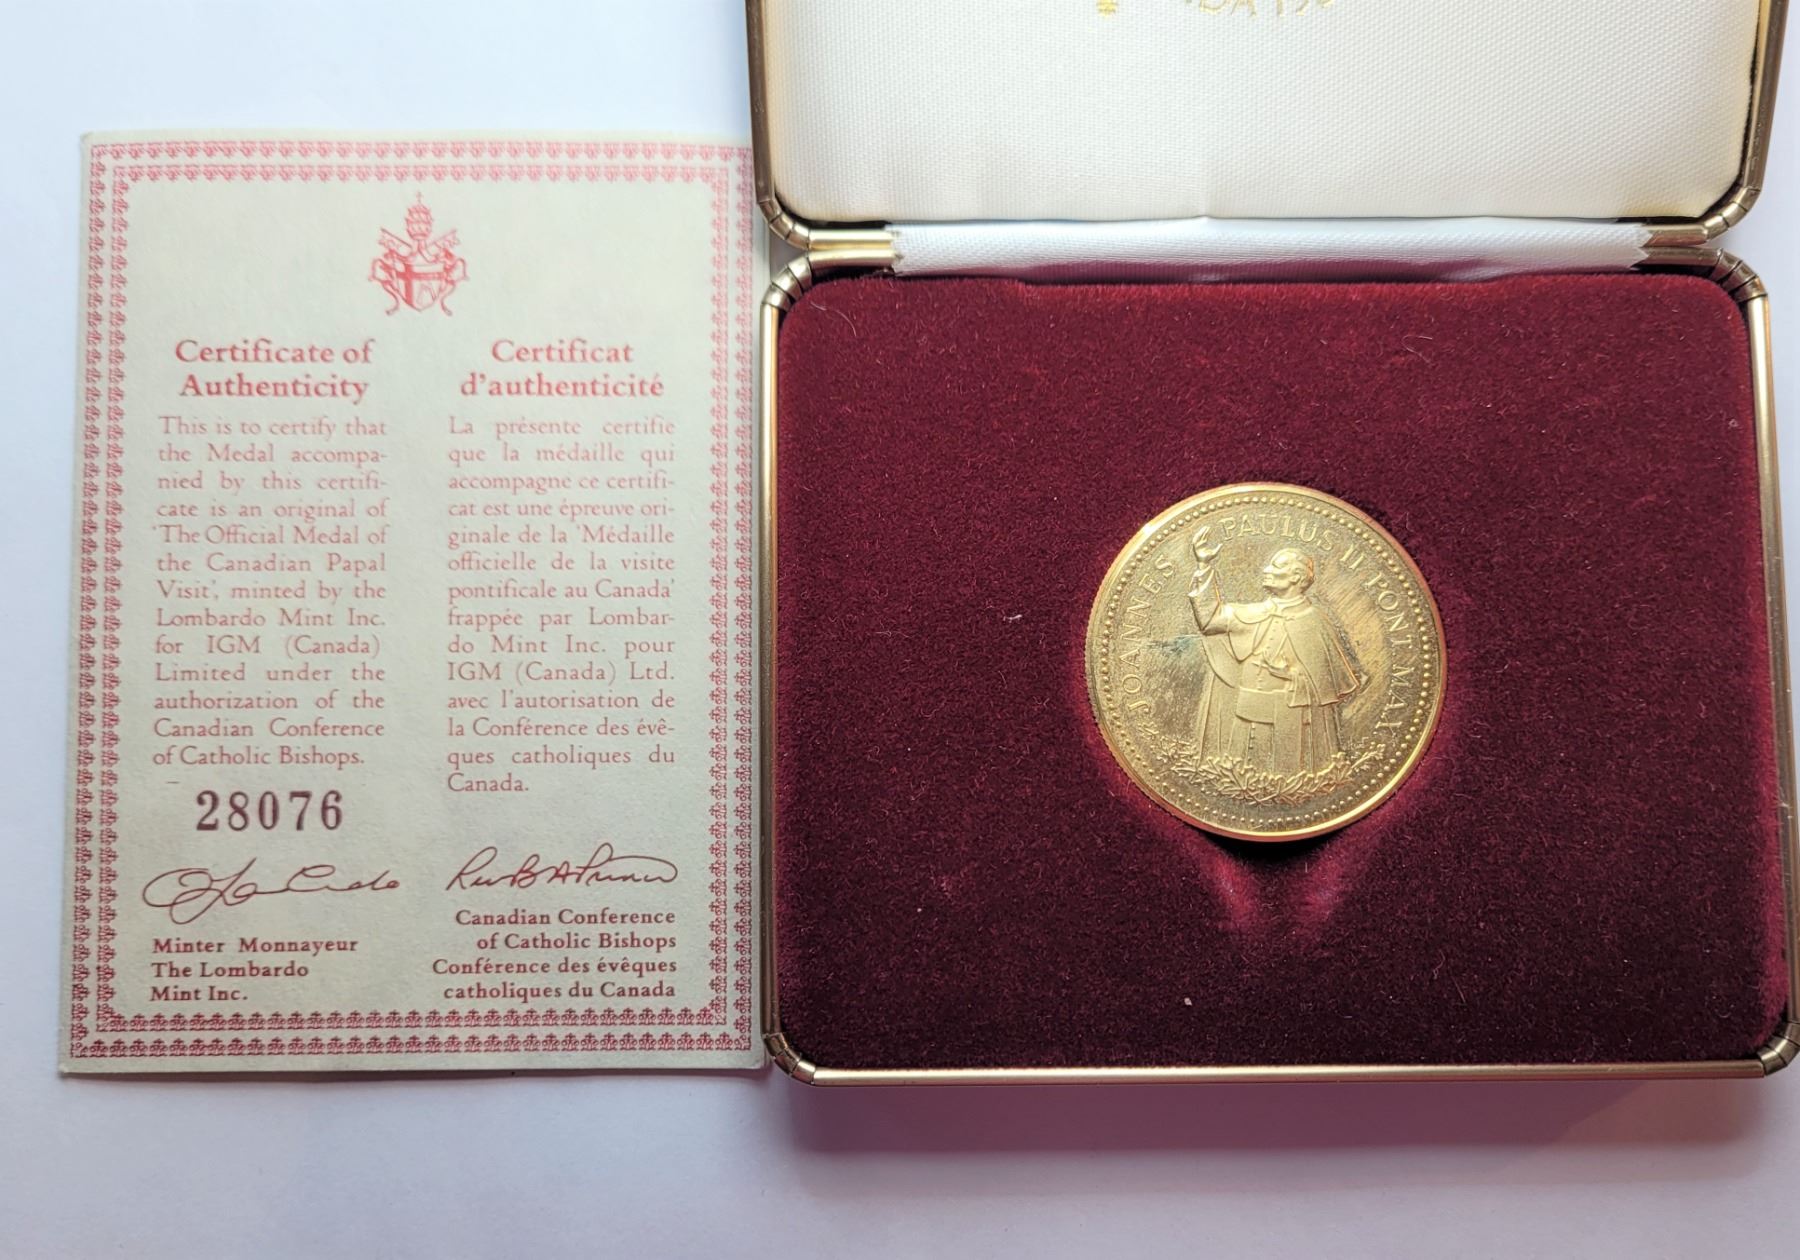 Certificate of
Authenticity
This is to certify that
the Medal accompa-
nied by this certifi-
cate is an original of
'The Official Medal of
the Canadian Papal
Visit', minted by the
Lombardo Mint Inc.
for IGM (Canada)
Limited under the
authorization of the
Canadian Conference
of Catholic Bishops.
28076
Minter Monnayeur
The Lombardo
Mint Inc.
Certificat
d'authenticité
La présente certifie
que la médaille qui
accompagne ce certifi-
cat est une épreuve ori-
ginale de la 'Médaille
officielle de la visite
pontificale au Canada'
frappée par Lombar-
do Mint Inc. pour
IGM (Canada) Ltd.
avec l'autorisation de
la Conférence des évê-
ques catholiques du
Canada.
Canadian Conference
of Catholic Bishops
Conférence des évêques
catholiques du Canada
JOANNES PAULUS II PONT MAX